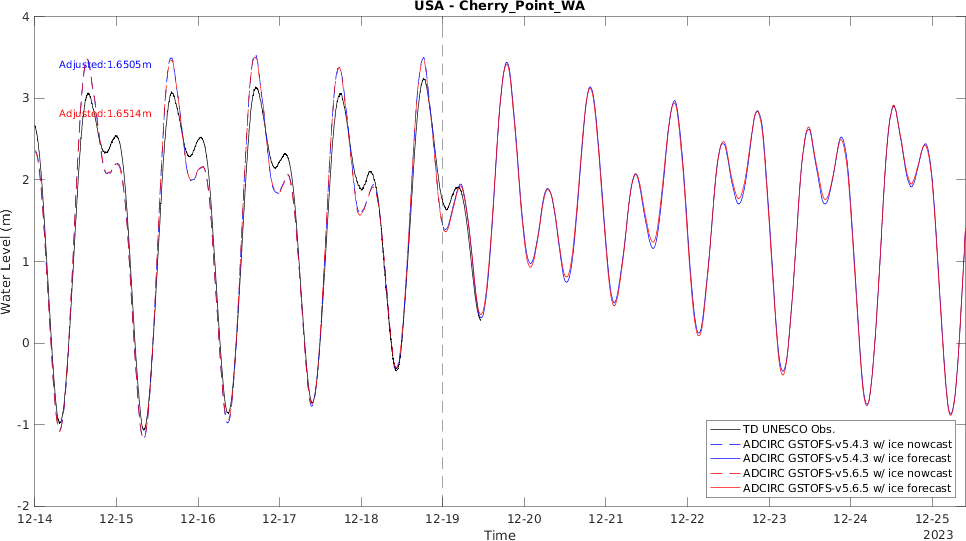 USA - Cherry_Point_WA
4
3
2
1
0
-1
-2
Water Level (m)
Adjusted:1.6505m
Adjusted:1.6514m
TD UNESCO Obs.
ADCIRC GSTOFS-v5.4.3 w/ ice nowcast
ADCIRC GSTOFS-v5.4.3 w/ ice forecast
ADCIRC GSTOFS-v5.6.5 w/ ice nowcast
ADCIRC GSTOFS-v5.6.5 w/ ice forecast
12-14 12-15 12-16 12-17 12-18 12-19 12-20 12-21 12-22 12-23 12-24 12-25
Time
2023